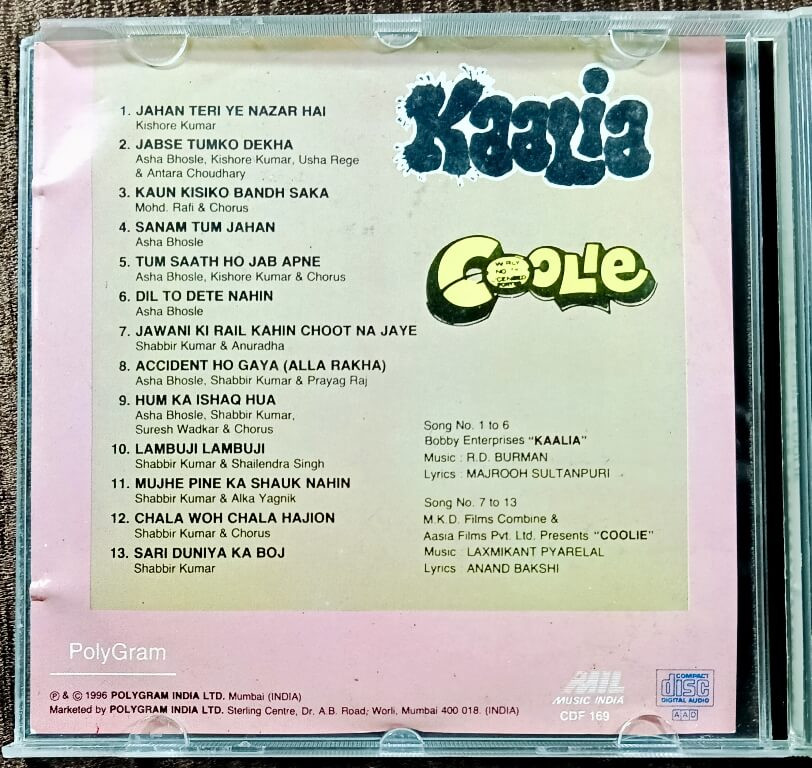 1. JAHAN TERI YE NAZAR HAI
Kishore Kumar
2. JABSE TUMKO DEKHA
Asha Bhosle, Kishore Kumar, Usha Rege
& Antara Choudhary
3. KAUN KISIKO BANDH SAKA
Mohd. Rafi & Chorus
4. SANAM TUM JAHAN
Asha Bhosle
5. TUM SAATH HO JAB APNE
Asha Bhosle, Kishore Kumar & Chorus
6. DIL TO DETE NAHIN
Asha Bhosle
7. JAWANI KI RAIL KAHIN CHOOT NA JAYE
Shabbir Kumar & Anuradha
8. ACCIDENT HO GAYA (ALLA RAKHA)
Asha Bhosle, Shabbir Kumar & Prayag Raj
9. HUM KA ISHAQ HUA
Asha Bhosle, Shabbir Kumar,
Suresh Wadkar & Chorus
10. LAMBUJI LAMBUJI
Shabbir Kumar & Shailendra Singh
11. MUJHE PINE KA SHAUK NAHIN
Shabbir Kumar & Alka Yagnik
12. CHALA WOH CHALA HAJION
Shabbir Kumar & Chorus
13. SARI DUNIYA KA BOJ
Shabbir Kumar
Kaalia
Coolie
Song No. 1 to 6
Bobby Enterprises "KAALIA"
Music : R.D. BURMAN
Lyrics : MAJROOH SULTANPURI
Song No. 7 to 13
M.K.D. Films Combine &
Aasia Films Pvt. Ltd. Presents "COOLIE"
Music : LAXMIKANT PYARELAL
Lyrics : ANAND BAKSHI
PolyGram
℗ & © 1996 POLYGRAM INDIA LTD. Mumbai (INDIA)
Marketed by POLYGRAM INDIA LTD. Sterling Centre, Dr. A.B. Road, Worli, Mumbai 400 018. (INDIA)
MIL
MUSIC INDIA
CDF 169
COMPACT
disc
DIGITAL AUDIO
AAD